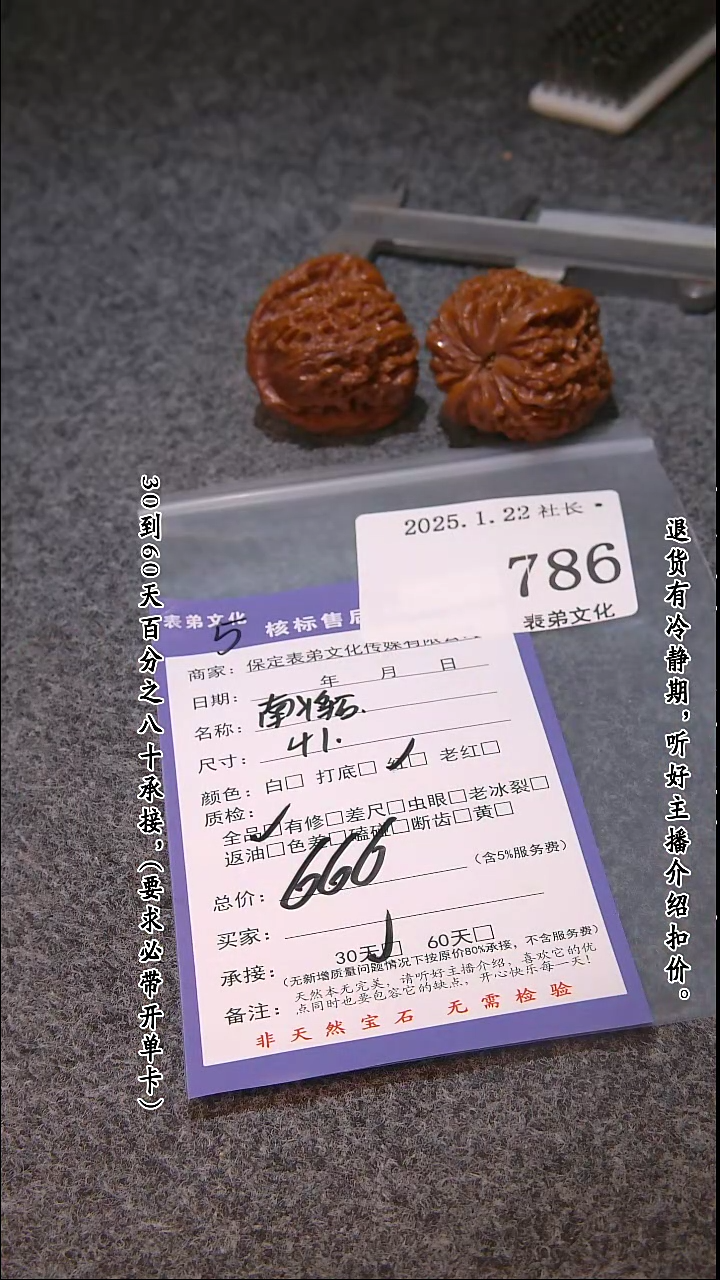 2025.1.22 社长
786
表弟文化
表弟文化 核标售后
5
商家：保定表弟文化传媒有限公司
日期： 年 月 日
名称：南将石
尺寸：41.
颜色：白□ 打底□ 红□ 老红□
质检：
全品□有修□差尺□虫眼□老冰裂□
返油□色差□磕碰□断齿□黄□
总价：666 （含5%服务费）
买家：
承接：30天□ 60天□
（无新增质量问题情况下按原价80%承接，不含服务费）
备注：天然本无完美，请听好主播介绍，喜欢它的优
点同时也要包容它的缺点，开心快乐每一天！
非天然宝石 无需检验
30到60天百分之八十承接，（要求必带开单卡）
退货有冷静期，听好主播介绍扣价。